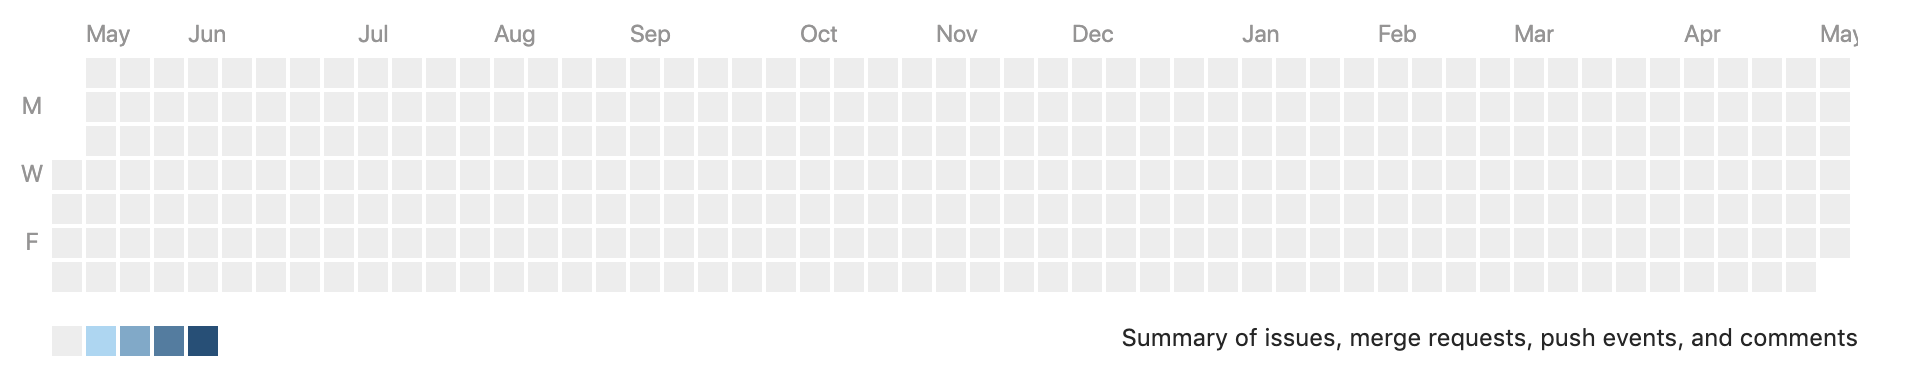 May Jun Jul Aug Sep Oct Nov Dec Jan Feb Mar Apr May
M
W
F
Summary of issues, merge requests, push events, and comments